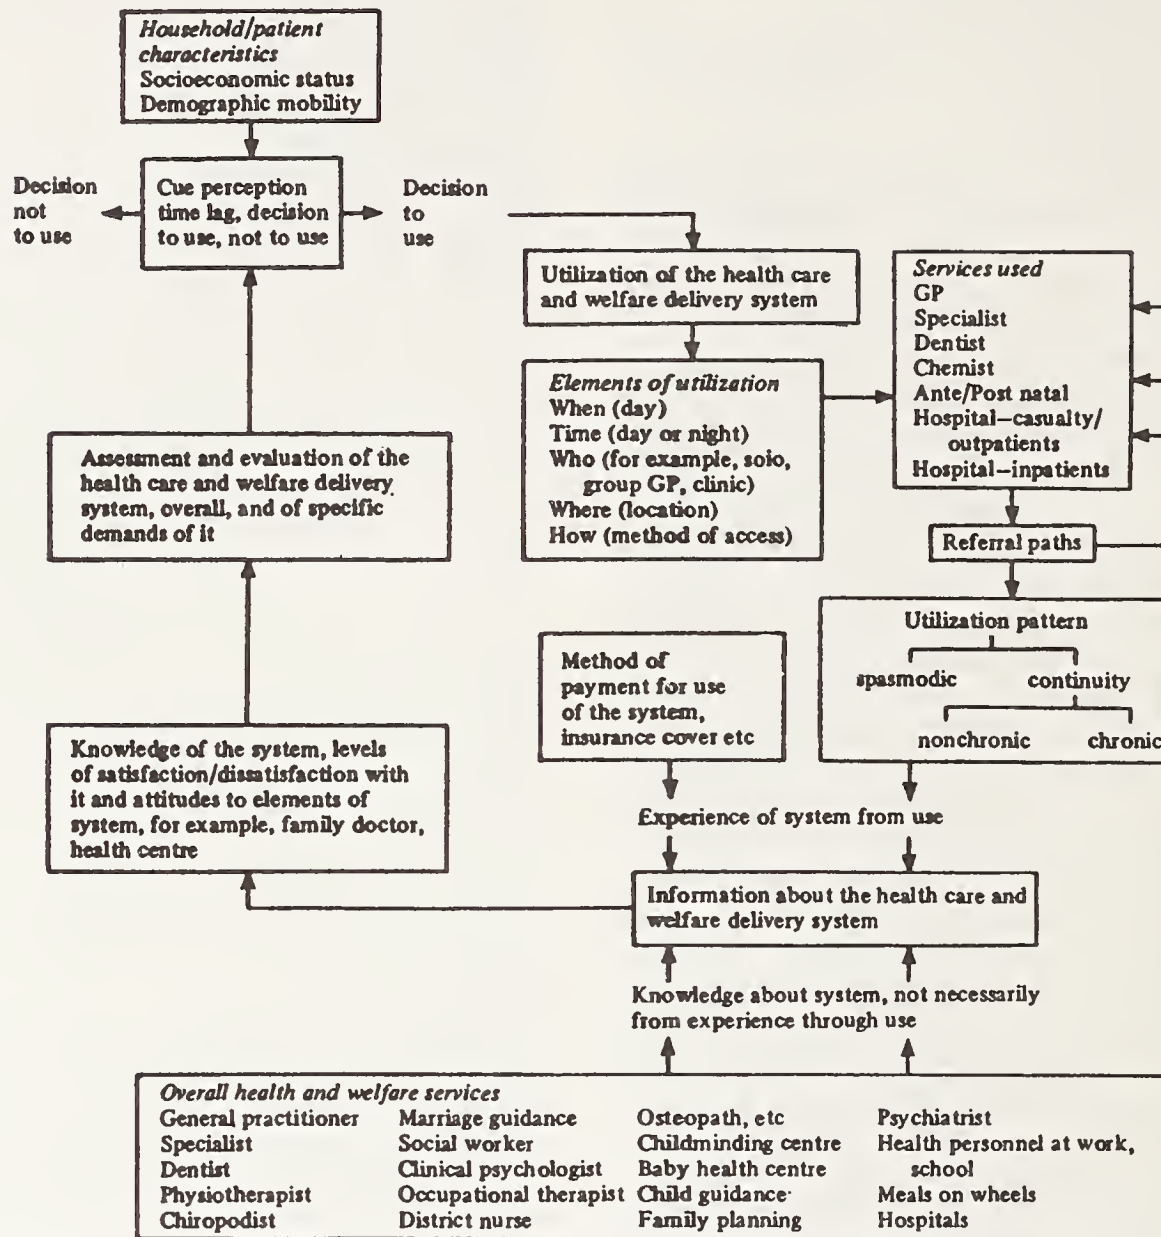 Household/patient
characteristics
Socioeconomic status
Demographic mobility
Decision
not
to use
Cue perception
time lag, decision
to use, not to use
Decision
to
use
Utilization of the health care
and welfare delivery system
Services used
GP
Specialist
Dentist
Chemist
Ante/Post natal
Hospital—casualty/
outpatients
Hospital—inpatients
Elements of utilization
When (day)
Time (day or night)
Who (for example, solo,
group GP, clinic)
Where (location)
How (method of access)
Assessment and evaluation of the
health care and welfare delivery
system, overall, and of specific
demands of it
Referral paths
Utilization pattern
spasmodic continuity
nonchronic chronic
Method of
payment for use
of the system,
insurance cover etc
Knowledge of the system, levels
of satisfaction/dissatisfaction with
it and attitudes to elements of
system, for example, family doctor,
health centre
Experience of system from use
Information about the health care and
welfare delivery system
Knowledge about system, not necessarily
from experience through use
Overall health and welfare services
General practitioner
Specialist
Dentist
Physiotherapist
Chiropodist
Marriage guidance
Social worker
Clinical psychologist
Occupational therapist
District nurse
Osteopath, etc
Childminding centre
Baby health centre
Child guidance
Family planning
Psychiatrist
Health personnel at work,
school
Meals on wheels
Hospitals